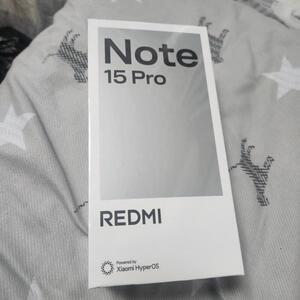 Note
15 Pro
REDMI
Powered by
Xiaomi HyperOS